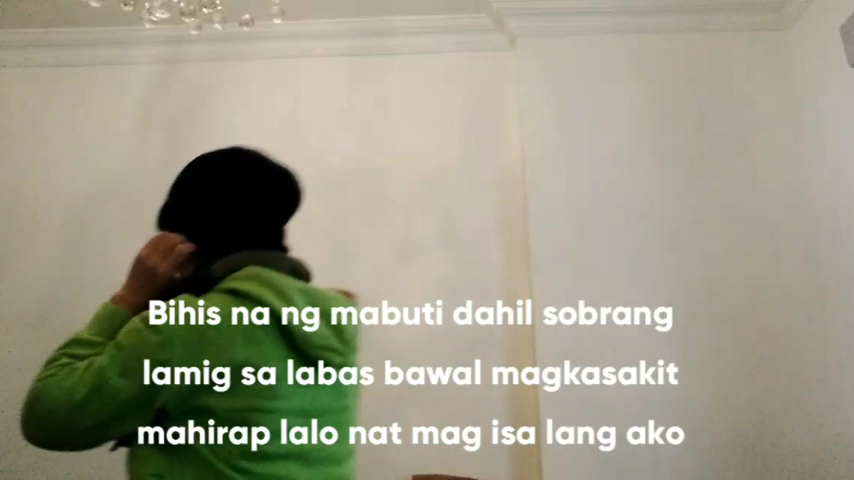 Bihis na ng mabuti dahil sobrang
lamig sa labas bawal magkasakit
mahirap lalo nat mag isa lang ako